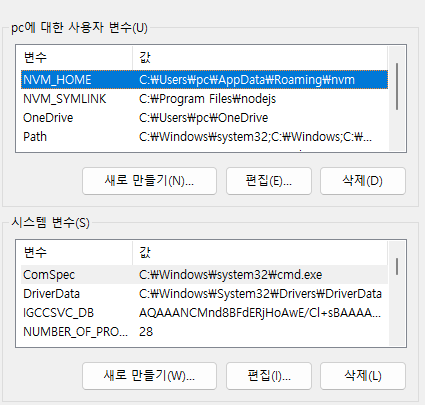 pc에 대한 사용자 변수(U)
변수 값
NVM_HOME C:₩Users₩pc₩AppData₩Roaming₩nvm
NVM_SYMLINK C:₩Program Files₩nodejs
OneDrive C:₩Users₩pc₩OneDrive
Path C:₩Windows₩system32;C:₩Windows;C:₩...
새로 만들기(N)... 편집(E)... 삭제(D)
시스템 변수(S)
변수 값
ComSpec C:₩Windows₩system32₩cmd.exe
DriverData C:₩Windows₩System32₩Drivers₩DriverData
IGCCSVC_DB AQAAANCMnd8BFdERjHoAwE/Cl+sBAAAA...
NUMBER_OF_PRO... 28
새로 만들기(W)... 편집(I)... 삭제(L)